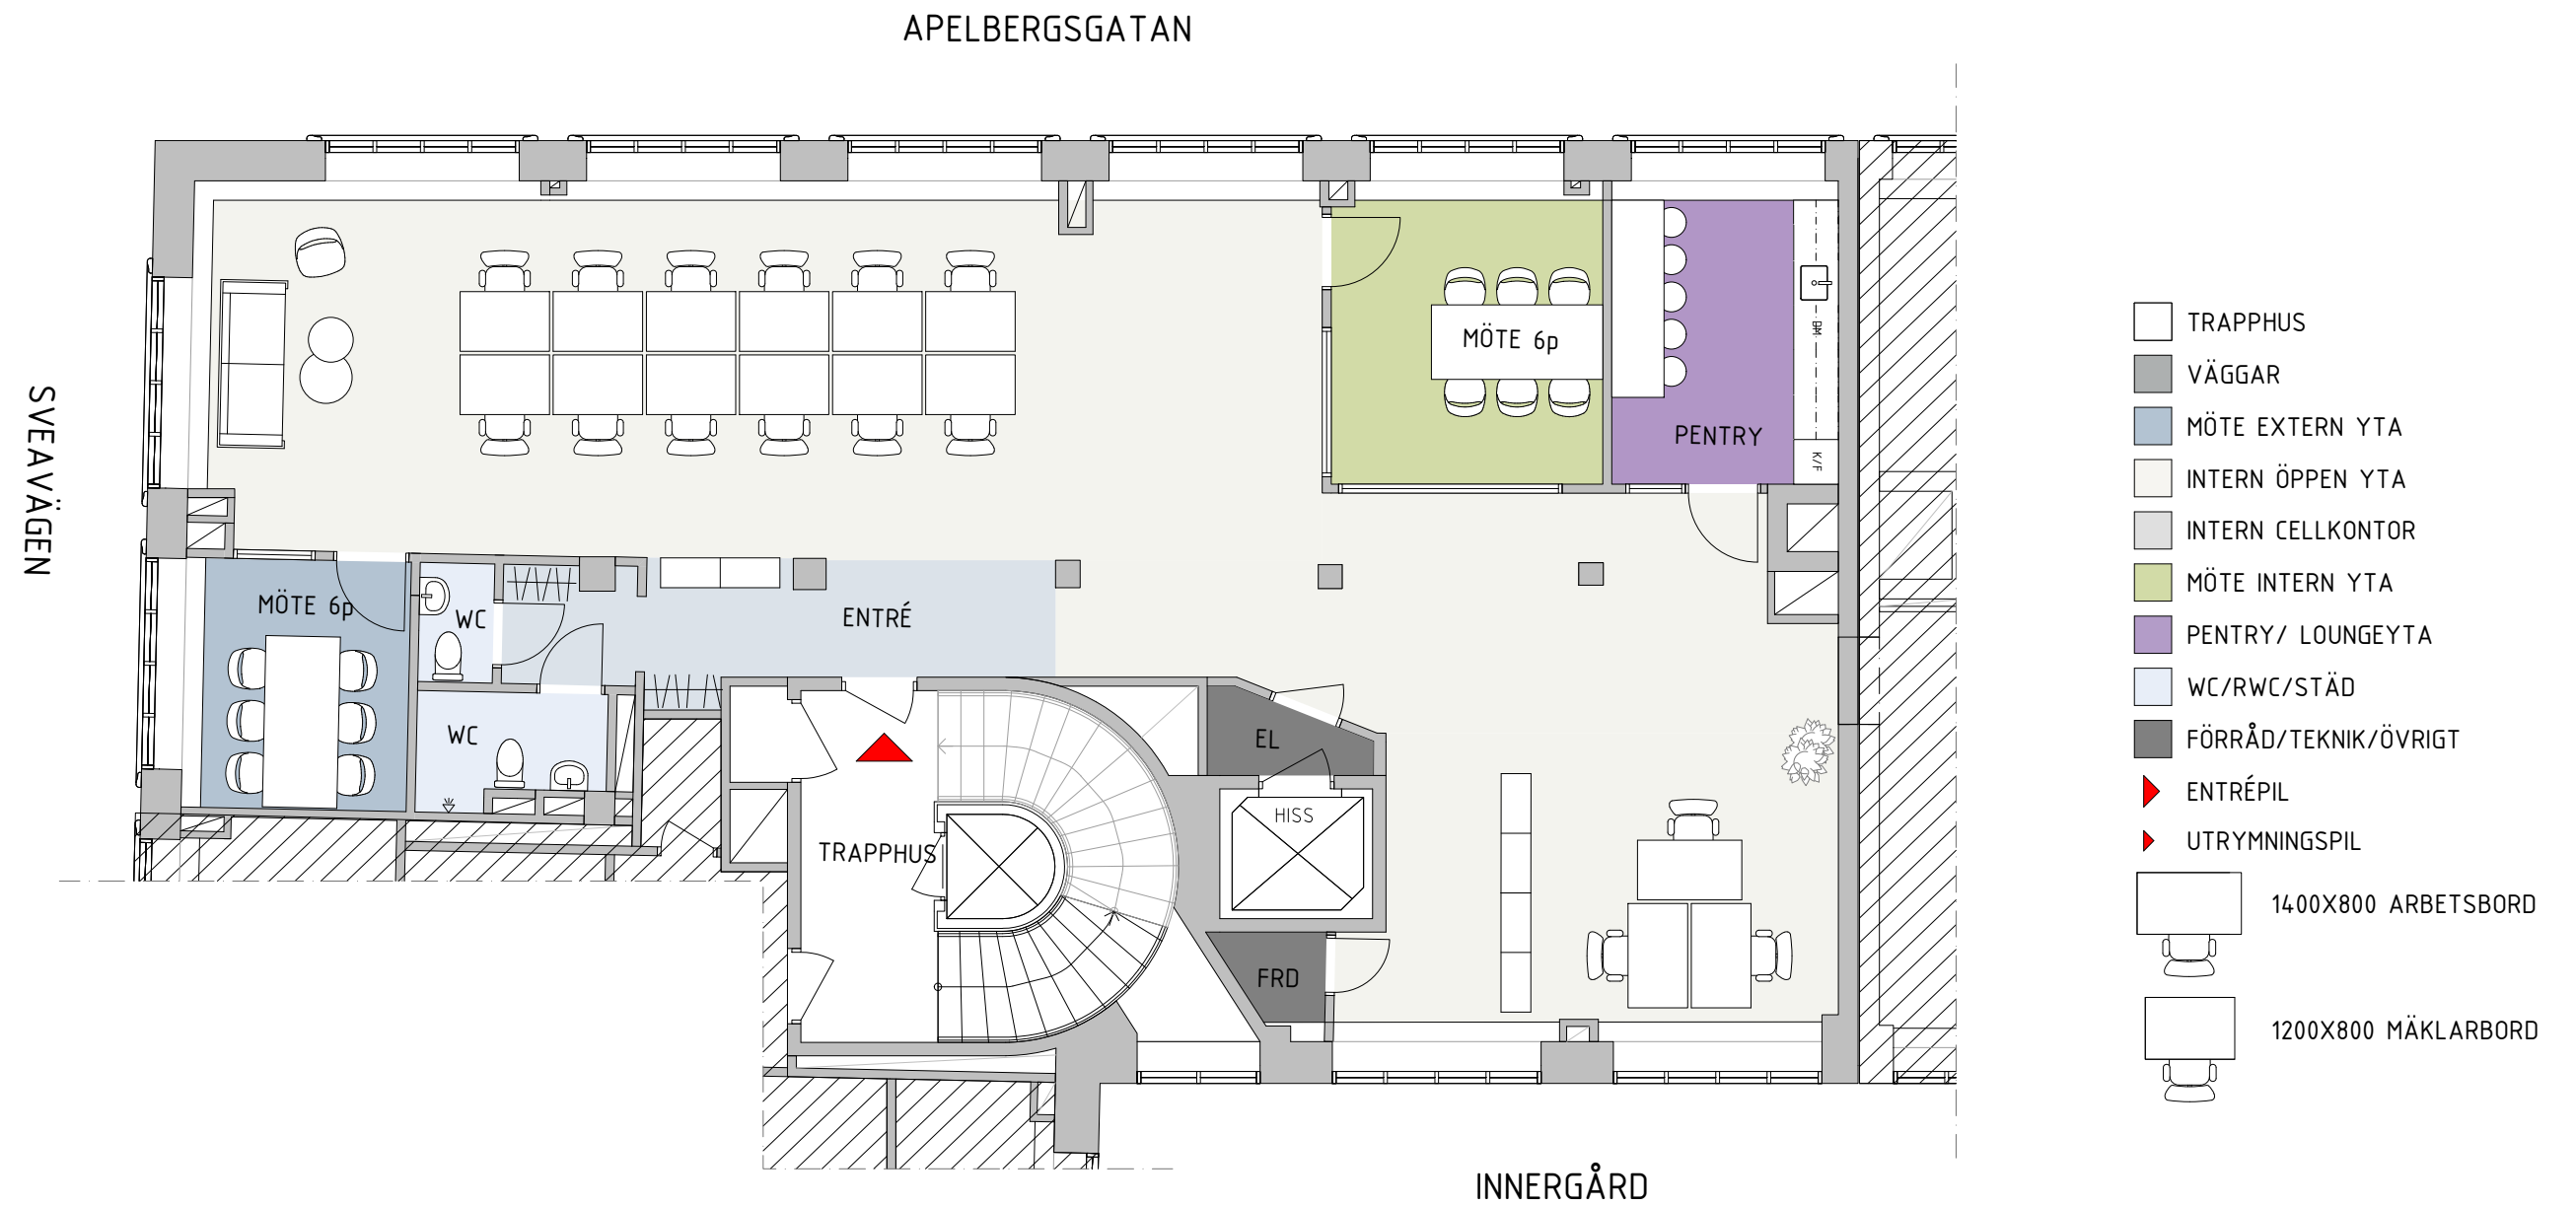 APELBERGSGATAN
SVEAVÄGEN
MÖTE 6p
PENTRY
DM
K/F
MÖTE 6p
WC
ENTRÉ
WC
EL
HISS
TRAPPHUS
FRD
INNERGÅRD
TRAPPHUS
VÄGGAR
MÖTE EXTERN YTA
INTERN ÖPPEN YTA
INTERN CELLKONTOR
MÖTE INTERN YTA
PENTRY/ LOUNGEYTA
WC/RWC/STÄD
FÖRRÅD/TEKNIK/ÖVRIGT
ENTRÉPIL
UTRYMNINGSPIL
1400X800 ARBETSBORD
1200X800 MÄKLARBORD